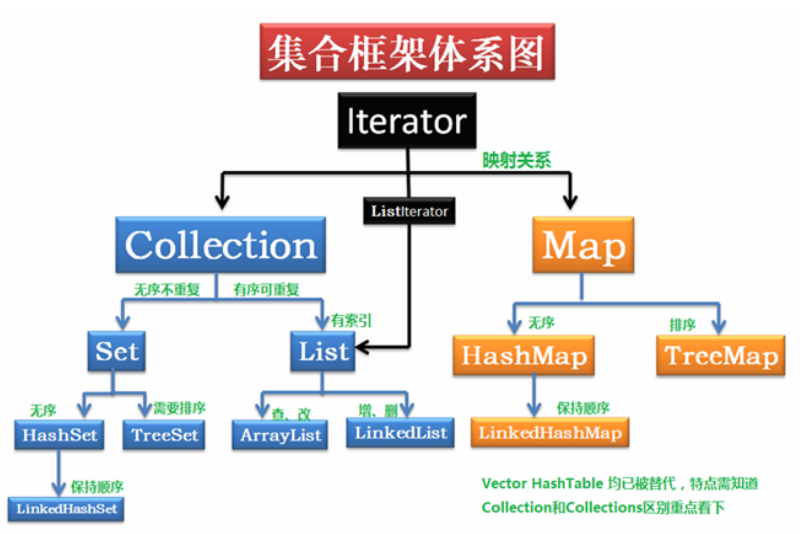 集合框架体系图
Iterator
映射关系
ListIterator
Collection
Map
无序不重复
有序可重复
有索引
无序
排序
Set
List
HashMap
TreeMap
无序
需要排序
查、改
增、删
保持顺序
HashSet
TreeSet
ArrayList
LinkedList
LinkedHashMap
保持顺序
LinkedHashSet
Vector HashTable 均已被替代，特点需知道
Collection和Collections区别重点看下